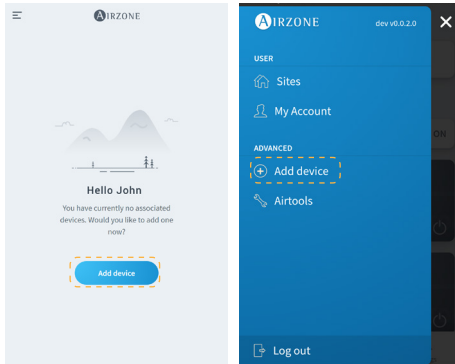 AIRZONE
Hello John
You have currently no associated
devices. Would you like to add one
now?
Add device
AIRZONE dev v0.0.2.0
USER
Sites
My Account
ADVANCED
Add device
Airtools
Log out
ON